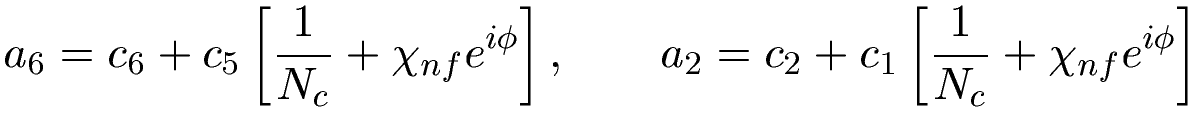 a_6 = c_6 + c_5 \left[ \frac{1}{N_c} + \chi_{nf} e^{i\phi} \right], \qquad a_2 = c_2 + c_1 \left[ \frac{1}{N_c} + \chi_{nf} e^{i\phi} \right]